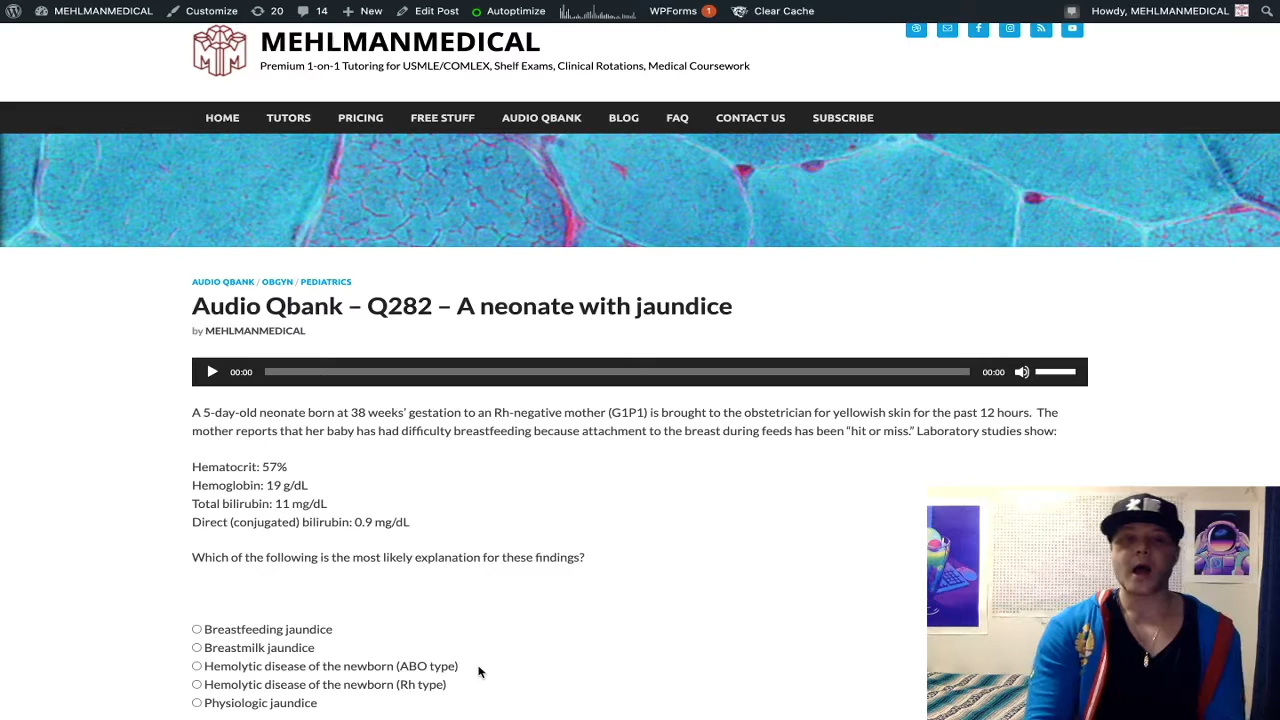 MEHLMANMEDICAL Customize 20 14 New Edit Post Autoptimize WPForms 1 Clear Cache Howdy, MEHLMANMEDICAL
MEHLMANMEDICAL
Premium 1-on-1 Tutoring for USMLE/COMLEX, Shelf Exams, Clinical Rotations, Medical Coursework
HOME TUTORS PRICING FREE STUFF AUDIO QBANK BLOG FAQ CONTACT US SUBSCRIBE
AUDIO QBANK / OBGYN / PEDIATRICS
Audio Qbank – Q282 – A neonate with jaundice
by MEHLMANMEDICAL
00:00 00:00
A 5-day-old neonate born at 38 weeks’ gestation to an Rh-negative mother (G1P1) is brought to the obstetrician for yellowish skin for the past 12 hours. The
mother reports that her baby has had difficulty breastfeeding because attachment to the breast during feeds has been “hit or miss.” Laboratory studies show:
Hematocrit: 57%
Hemoglobin: 19 g/dL
Total bilirubin: 11 mg/dL
Direct (conjugated) bilirubin: 0.9 mg/dL
Which of the following is the most likely explanation for these findings?
Breastfeeding jaundice
Breastmilk jaundice
Hemolytic disease of the newborn (ABO type)
Hemolytic disease of the newborn (Rh type)
Physiologic jaundice